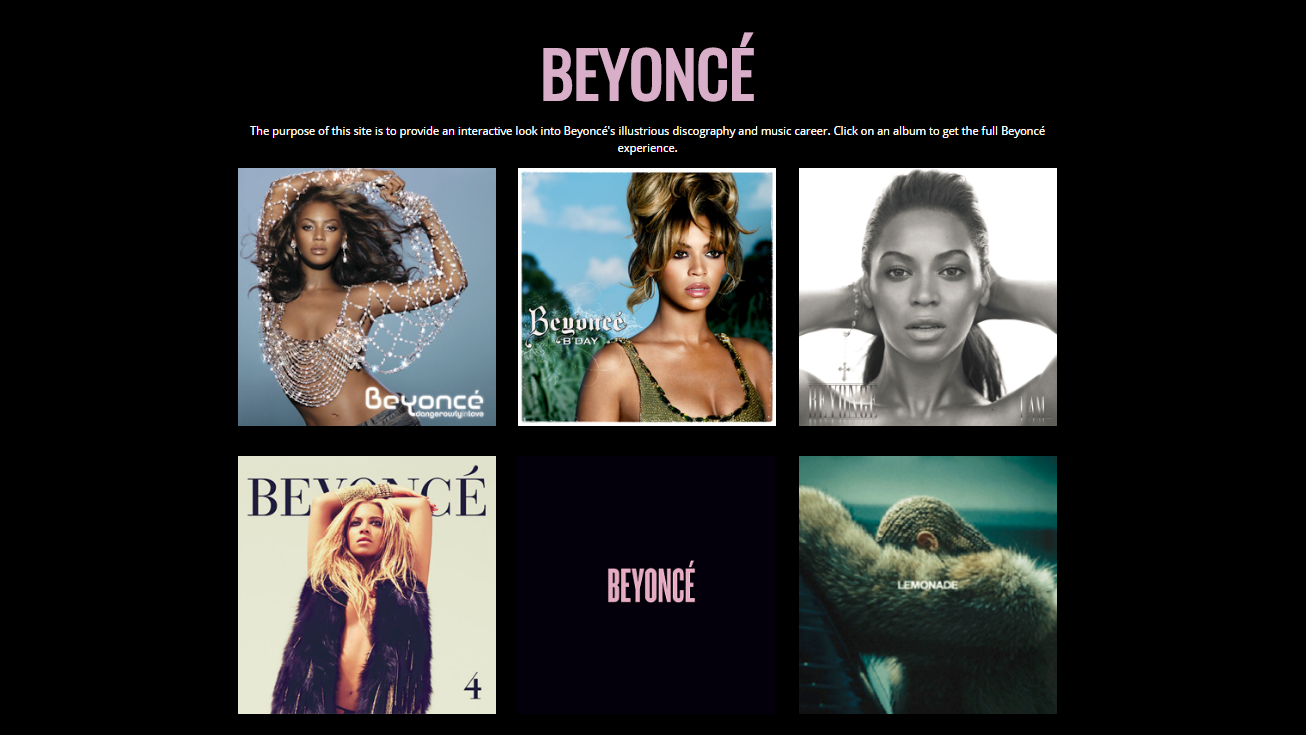 BEYONCÉ
The purpose of this site is to provide an interactive look into Beyoncé's illustrious discography and music career. Click on an album to get the full Beyoncé
experience.
Beyoncé
dangerouslyinlove
Beyoncé
B'DAY
BEYONCE
I AM
BEYONCÉ
4
BEYONCÉ
LEMONADE